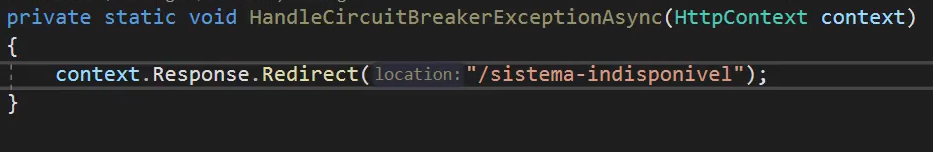 private static void HandleCircuitBreakerExceptionAsync(HttpContext context)
{
context.Response.Redirect(location:"/sistema-indisponivel");
}